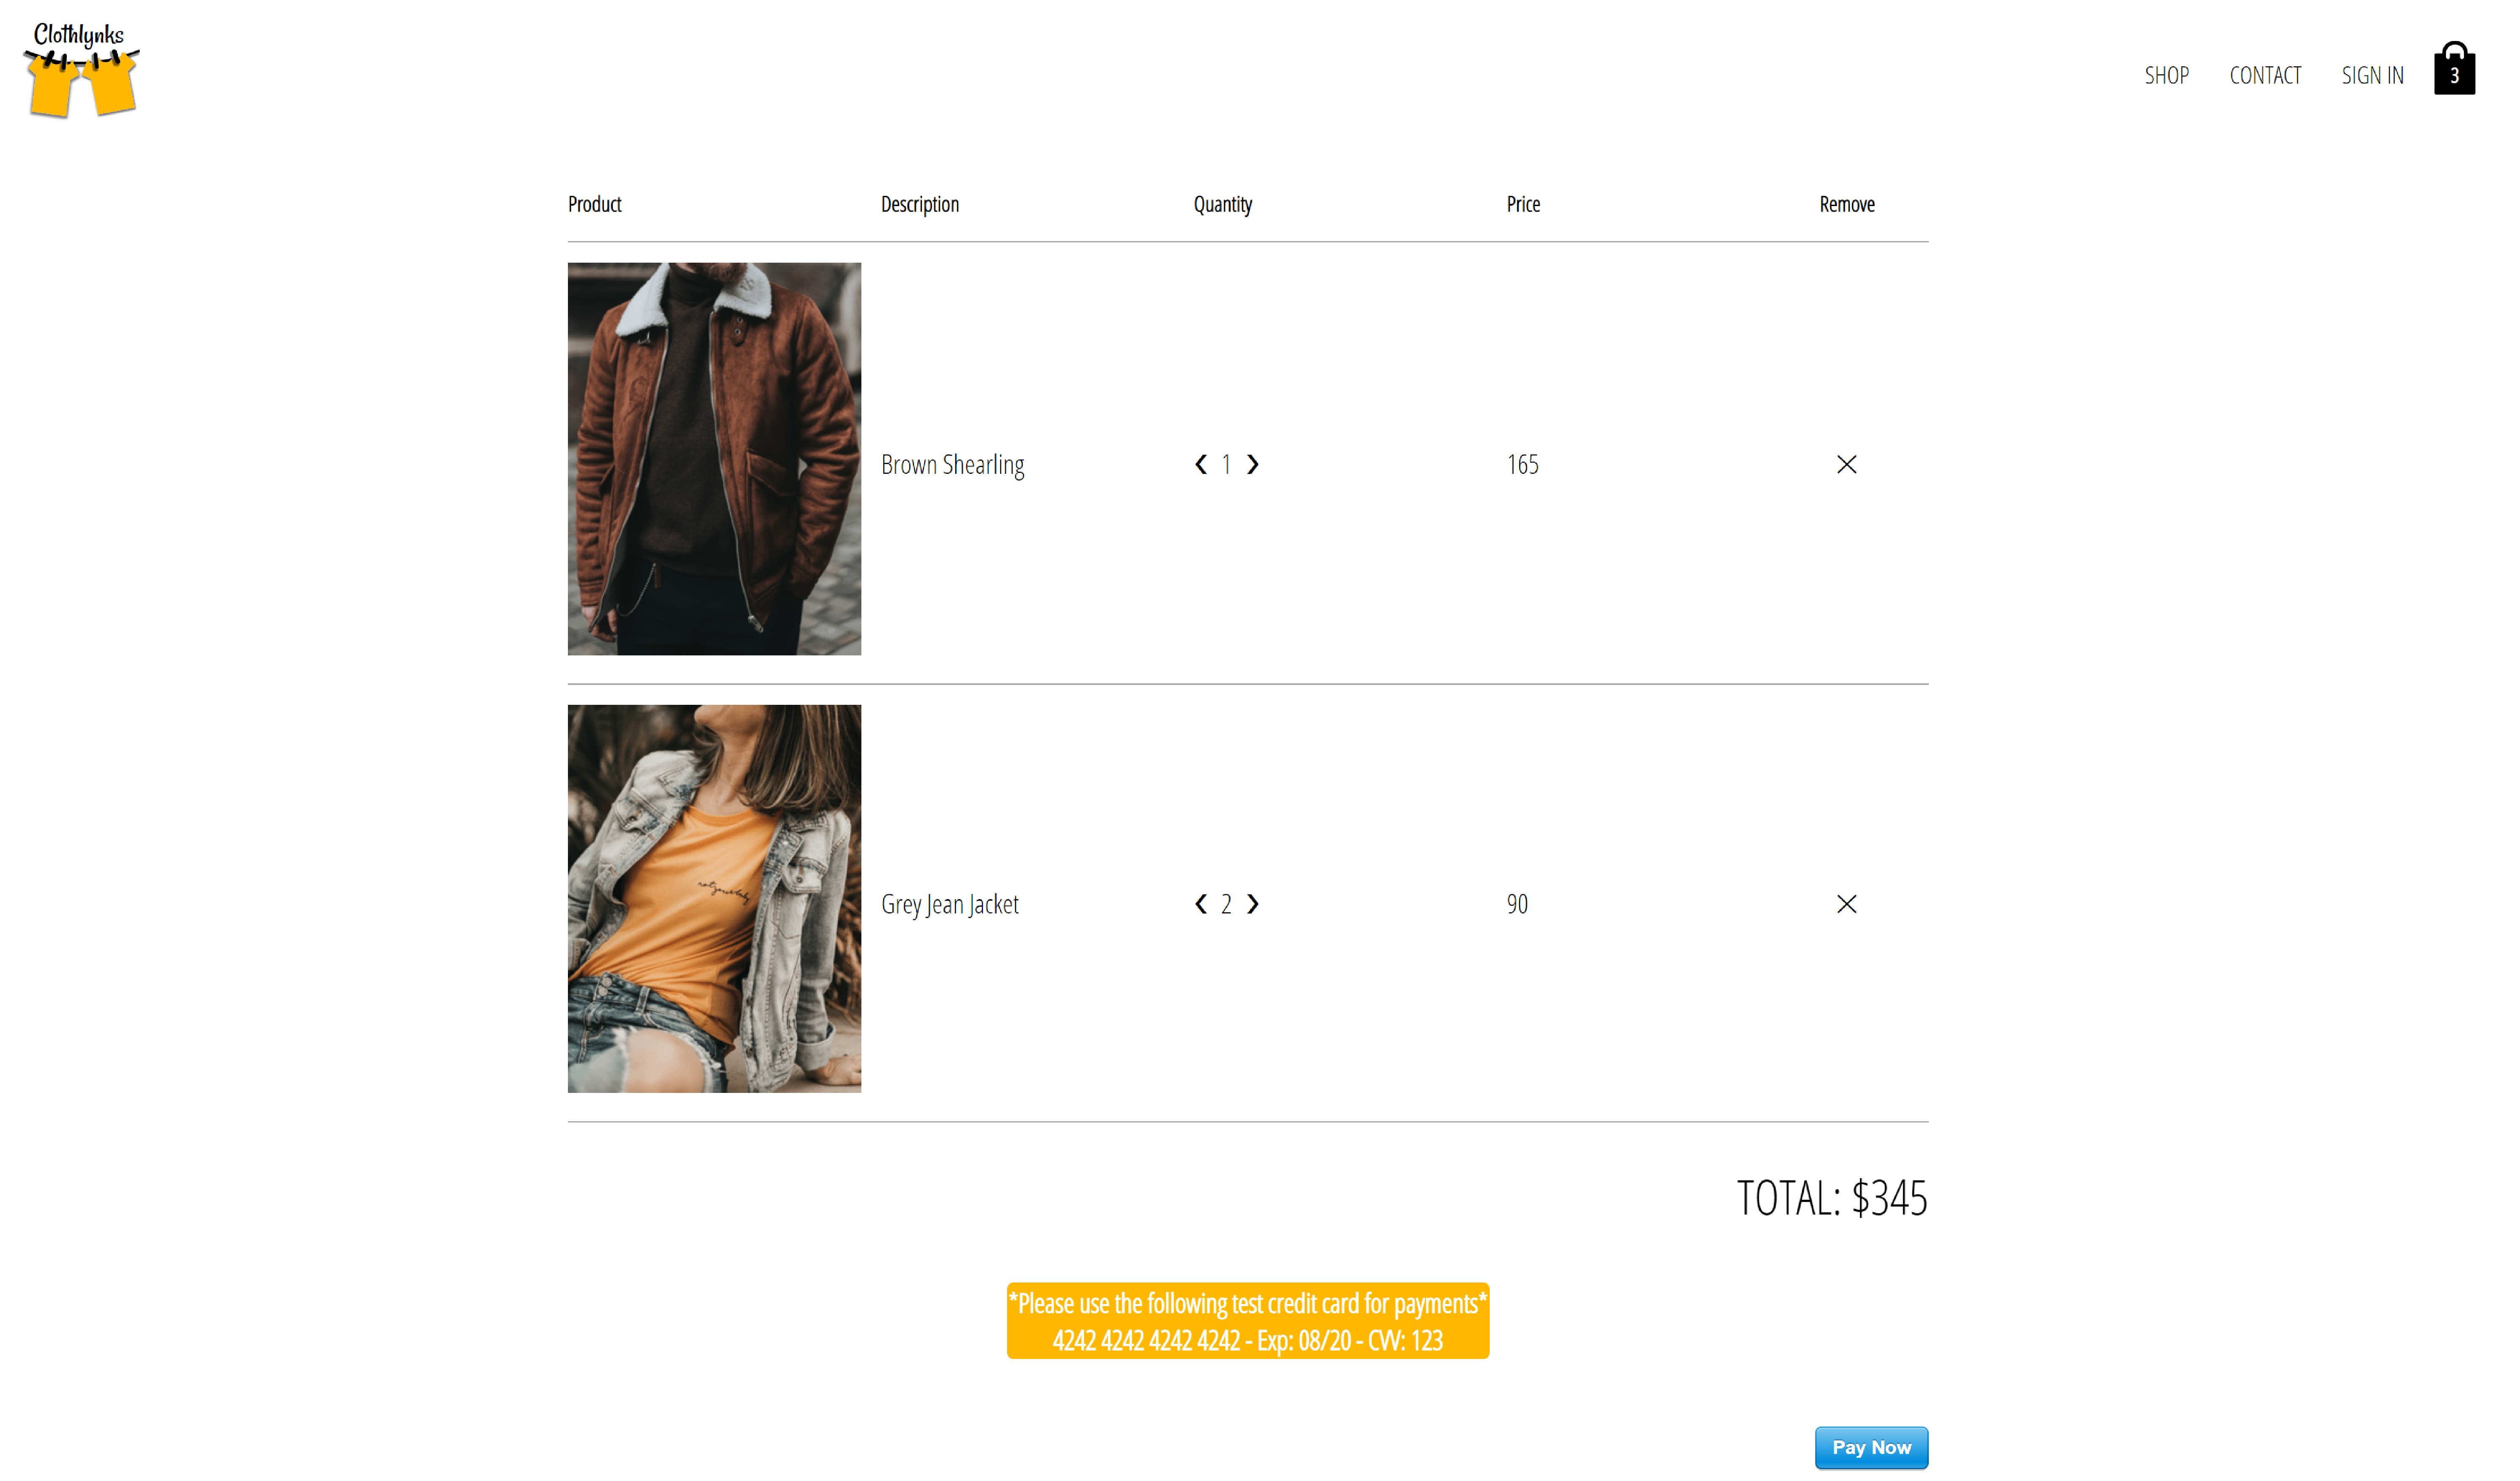 Clothlynks
SHOP CONTACT SIGN IN 3
Product Description Quantity Price Remove
Brown Shearling ❮ 1 ❯ 165 ✕
Grey Jean Jacket ❮ 2 ❯ 90 ✕
TOTAL: $345
*Please use the following test credit card for payments*
4242 4242 4242 4242 - Exp: 08/20 - CVV: 123
Pay Now